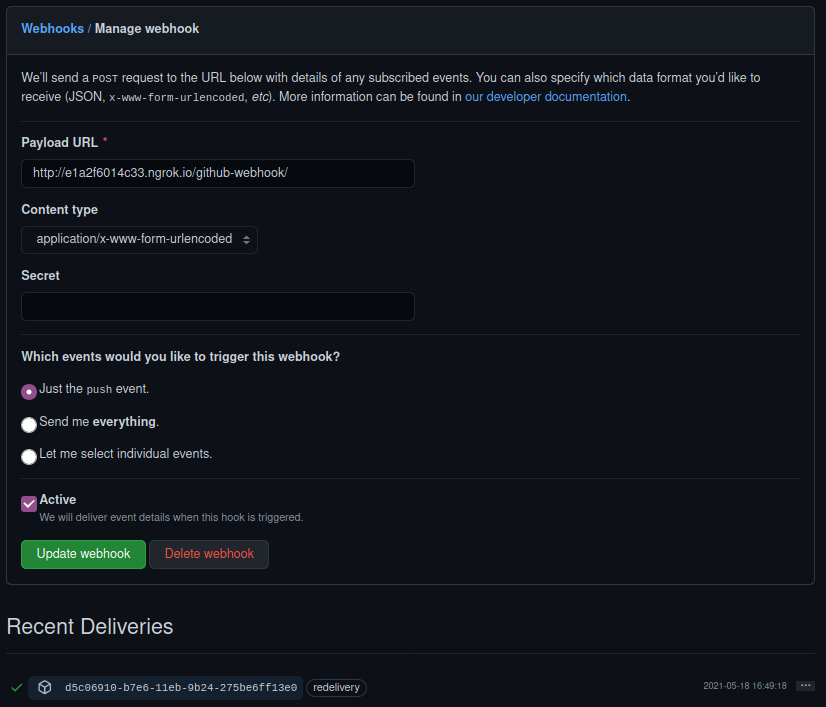 Webhooks / Manage webhook
We'll send a POST request to the URL below with details of any subscribed events. You can also specify which data format you'd like to
receive (JSON, x-www-form-urlencoded, etc). More information can be found in our developer documentation.
Payload URL *
http://e1a2f6014c33.ngrok.io/github-webhook/
Content type
application/x-www-form-urlencoded
Secret
Which events would you like to trigger this webhook?
Just the push event.
Send me everything.
Let me select individual events.
Active
We will deliver event details when this hook is triggered.
Update webhook Delete webhook
Recent Deliveries
d5c06910-b7e6-11eb-9b24-275be6ff13e0 redelivery 2021-05-18 16:49:18 ...